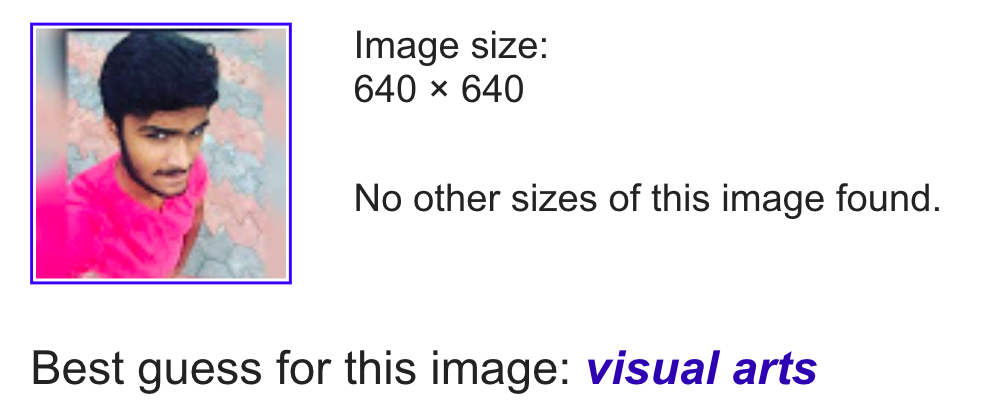 Image size:
640 × 640
No other sizes of this image found.
Best guess for this image: visual arts